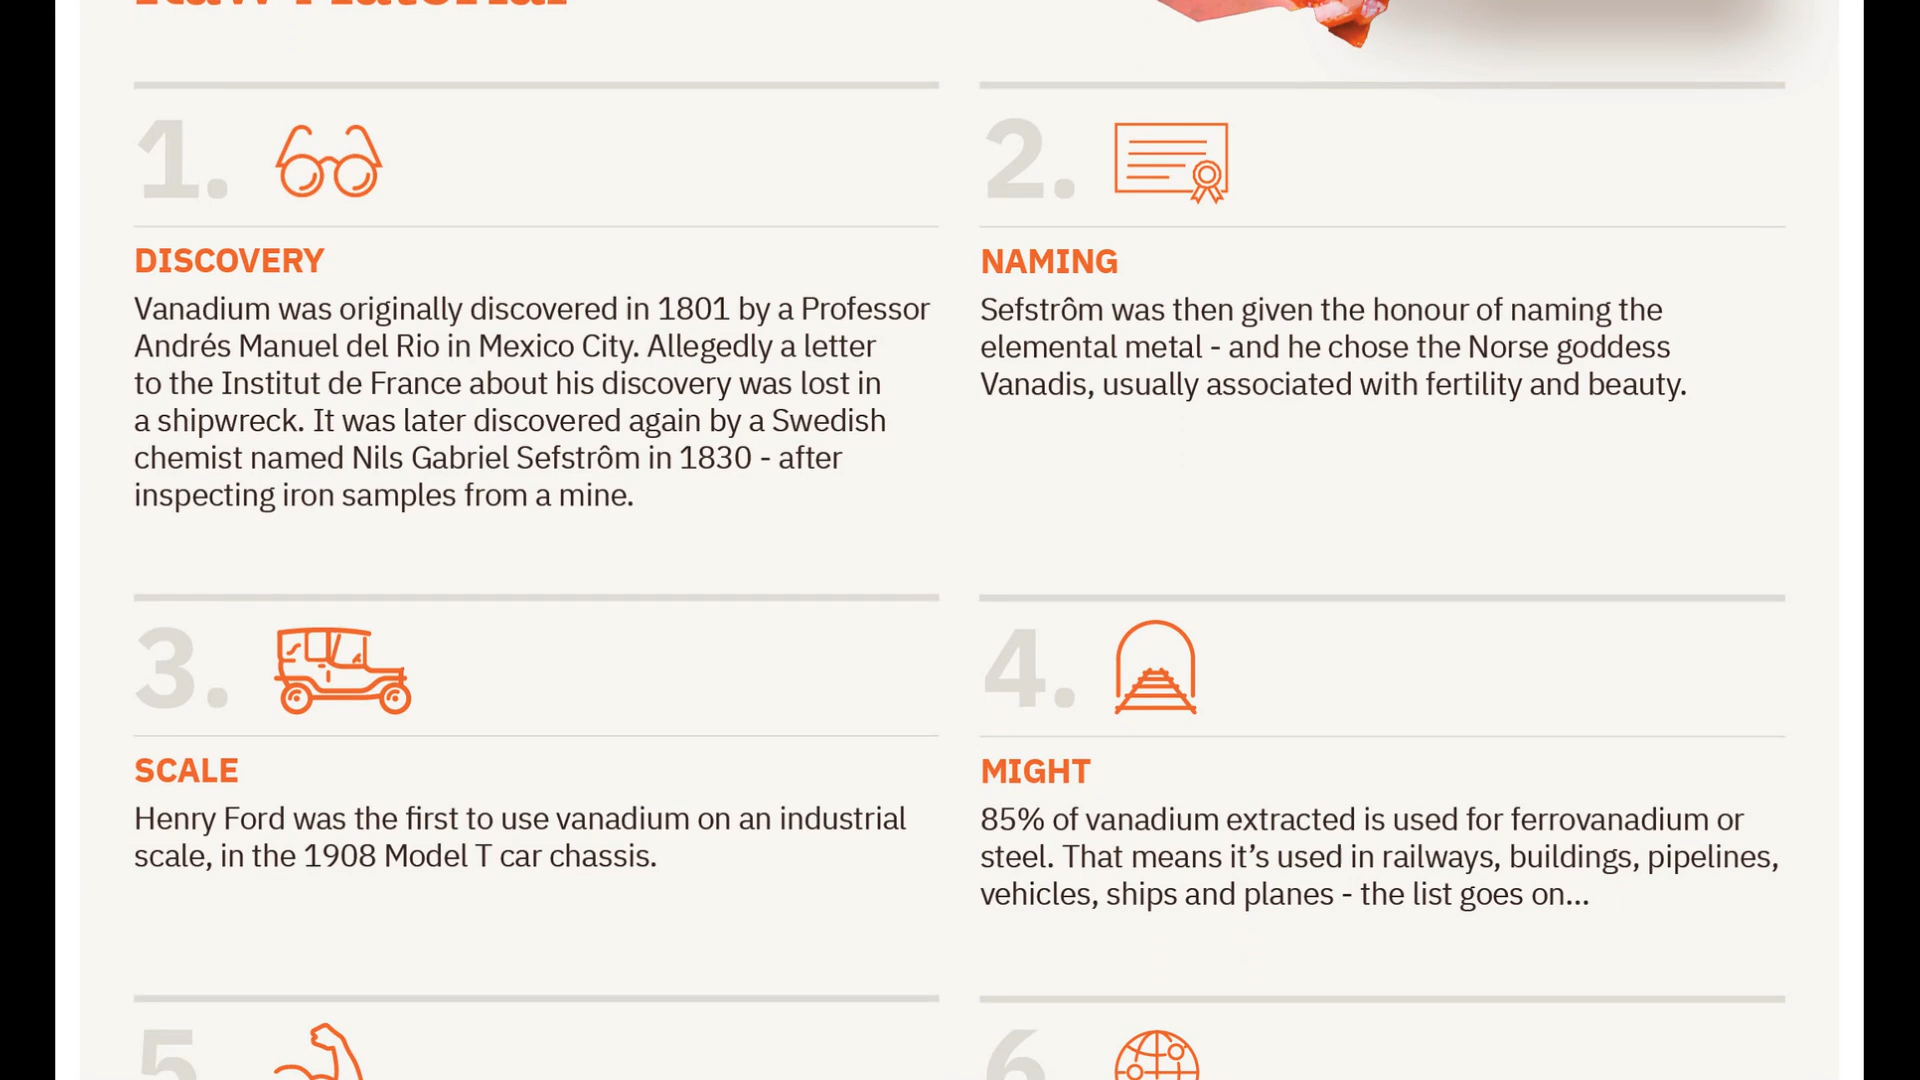 Raw Material
1.
DISCOVERY
Vanadium was originally discovered in 1801 by a Professor
Andrés Manuel del Rio in Mexico City. Allegedly a letter
to the Institut de France about his discovery was lost in
a shipwreck. It was later discovered again by a Swedish
chemist named Nils Gabriel Sefstrôm in 1830 - after
inspecting iron samples from a mine.
2.
NAMING
Sefstrôm was then given the honour of naming the
elemental metal - and he chose the Norse goddess
Vanadis, usually associated with fertility and beauty.
3.
SCALE
Henry Ford was the first to use vanadium on an industrial
scale, in the 1908 Model T car chassis.
4.
MIGHT
85% of vanadium extracted is used for ferrovanadium or
steel. That means it’s used in railways, buildings, pipelines,
vehicles, ships and planes - the list goes on...
5
6